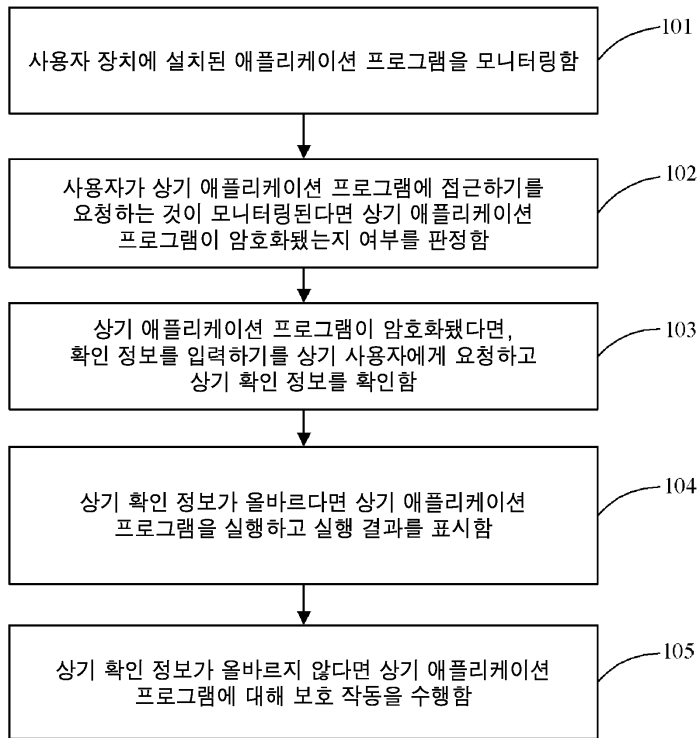 101
사용자 장치에 설치된 애플리케이션 프로그램을 모니터링함
102
사용자가 상기 애플리케이션 프로그램에 접근하기를
요청하는 것이 모니터링된다면 상기 애플리케이션
프로그램이 암호화됐는지 여부를 판정함
103
상기 애플리케이션 프로그램이 암호화됐다면,
확인 정보를 입력하기를 상기 사용자에게 요청하고
상기 확인 정보를 확인함
104
상기 확인 정보가 올바르다면 상기 애플리케이션
프로그램을 실행하고 실행 결과를 표시함
105
상기 확인 정보가 올바르지 않다면 상기 애플리케이션
프로그램에 대해 보호 작동을 수행함